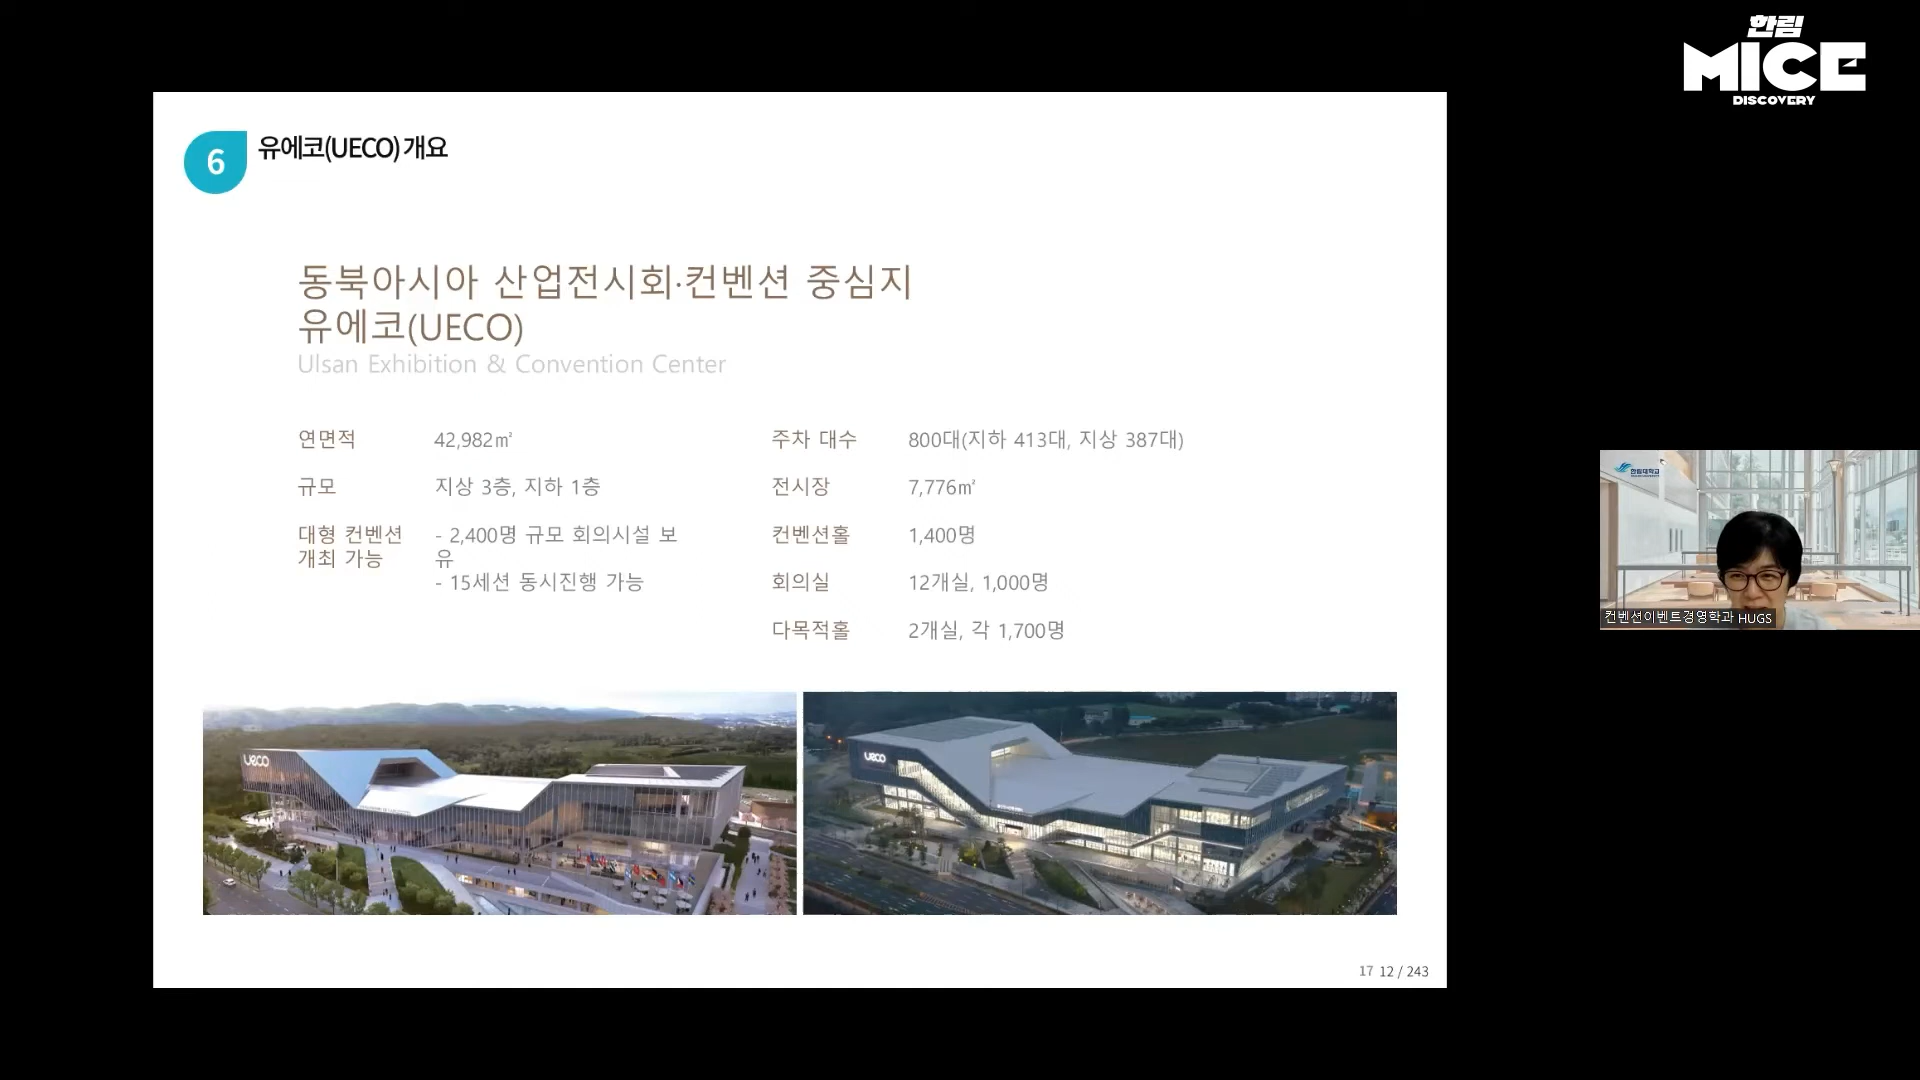 한림
MICE
DISCOVERY
6
유에코(UECO) 개요
동북아시아 산업전시회·컨벤션 중심지
유에코(UECO)
Ulsan Exhibition & Convention Center
연면적 42,982㎡
규모 지상 3층, 지하 1층
대형 컨벤션
개최 가능
- 2,400명 규모 회의시설 보
유
- 15세션 동시진행 가능
주차 대수 800대(지하 413대, 지상 387대)
전시장 7,776㎡
컨벤션홀 1,400명
회의실 12개실, 1,000명
다목적홀 2개실, 각 1,700명
ueco
ueco
17 12 / 243
한림대학교
컨벤션이벤트경영학과 HUGS